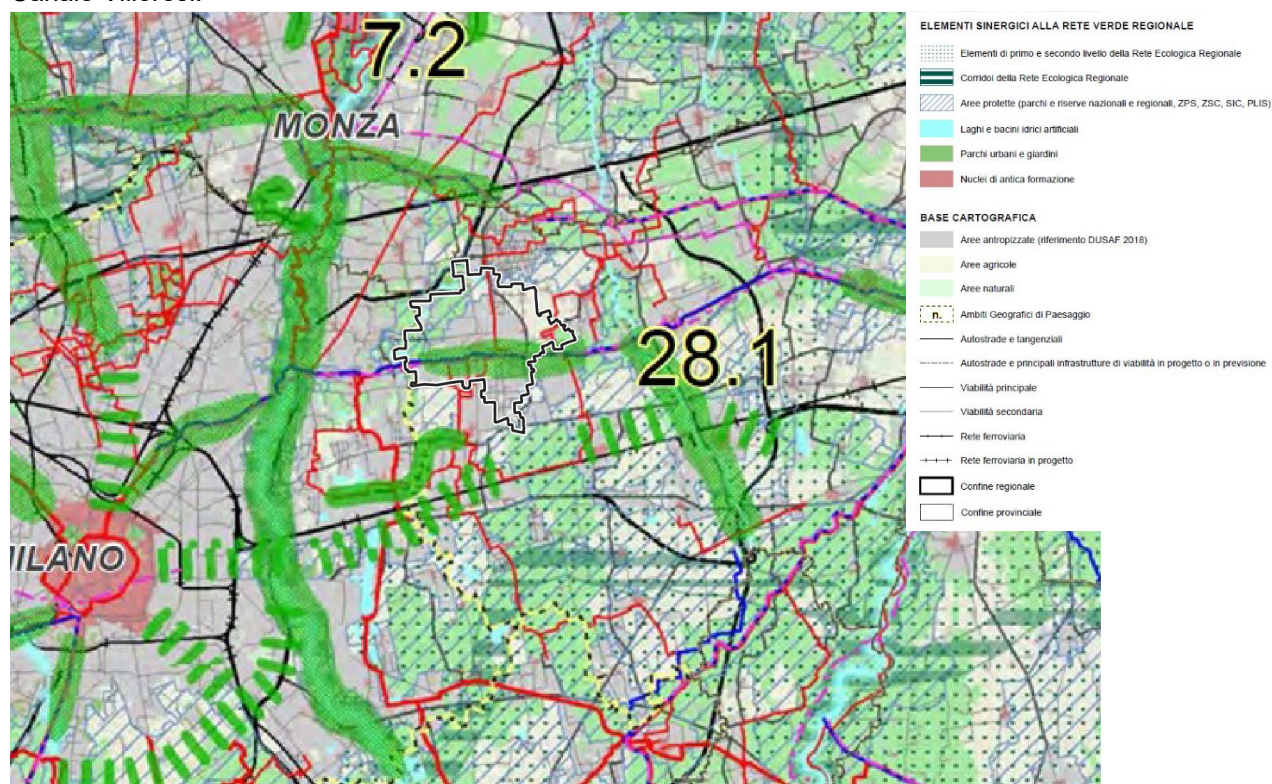 Canale Villoresi.
7.2
MONZA
28.1
MILANO
ELEMENTI SINERGICI ALLA RETE VERDE REGIONALE
Elementi di primo e secondo livello della Rete Ecologica Regionale
Corridoi della Rete Ecologica Regionale
Aree protette (parchi e riserve nazionali e regionali, ZPS, ZSC, SIC, PLIS)
Laghi e bacini idrici artificiali
Parchi urbani e giardini
Nuclei di antica formazione
BASE CARTOGRAFICA
Aree antropizzate (riferimento DUSAF 2018)
Aree agricole
Aree naturali
n. Ambiti Geografici di Paesaggio
Autostrade e tangenziali
Autostrade e principali infrastrutture di viabilità in progetto o in previsione
Viabilità principale
Viabilità secondaria
Rete ferroviaria
Rete ferroviaria in progetto
Confine regionale
Confine provinciale